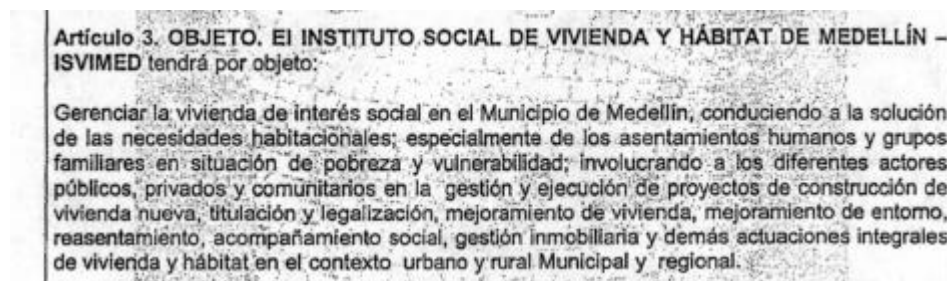 Artículo 3. OBJETO. El INSTITUTO SOCIAL DE VIVIENDA Y HÁBITAT DE MEDELLÍN –
ISVIMED tendrá por objeto:
Gerenciar la vivienda de interés social en el Municipio de Medellín, conduciendo a la solución
de las necesidades habitacionales; especialmente de los asentamientos humanos y grupos
familiares en situación de pobreza y vulnerabilidad; involucrando a los diferentes actores
públicos, privados y comunitarios en la gestión y ejecución de proyectos de construcción de
vivienda nueva, titulación y legalización, mejoramiento de vivienda, mejoramiento de entorno,
reasentamiento, acompañamiento social, gestión inmobiliaria y demás actuaciones integrales
de vivienda y hábitat en el contexto urbano y rural Municipal y regional.